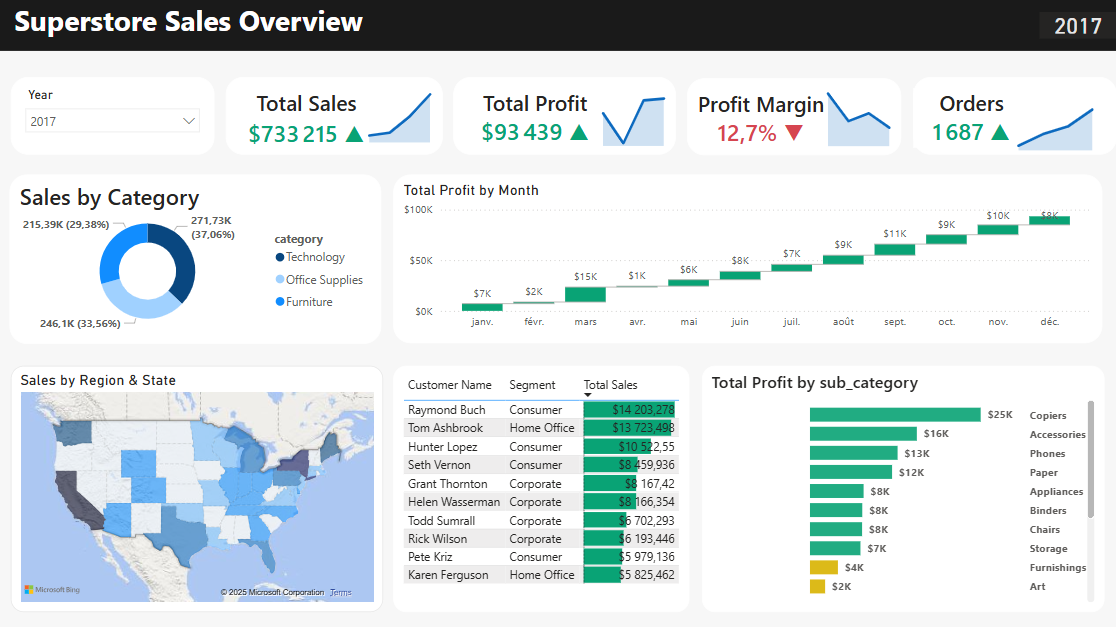 Superstore Sales Overview
2017
Year
2017
Total Sales
$733 215
Total Profit
$93 439
Profit Margin
12,7%
Orders
1 687
Sales by Category
215,39K (29,38%)
271,73K
(37,06%)
246,1K (33,56%)
category
Technology
Office Supplies
Furniture
Total Profit by Month
$100K
$50K
$0K
$7K
$2K
$15K
$1K
$6K
$8K
$7K
$9K
$11K
$9K
$10K
$8K
janv. févr. mars avr. mai juin juil. août sept. oct. nov. déc.
Sales by Region & State
Microsoft Bing
© 2025 Microsoft Corporation Terms
Customer Name Segment Total Sales
Raymond Buch Consumer $14 203,278
Tom Ashbrook Home Office $13 723,498
Hunter Lopez Consumer $10 522,55
Seth Vernon Consumer $8 459,936
Grant Thornton Corporate $8 167,42
Helen Wasserman Corporate $8 166,354
Todd Sumrall Corporate $6 702,293
Rick Wilson Corporate $6 193,446
Pete Kriz Consumer $5 979,136
Karen Ferguson Home Office $5 825,462
Total Profit by sub_category
$25K Copiers
$16K Accessories
$13K Phones
$12K Paper
$8K Appliances
$8K Binders
$8K Chairs
$7K Storage
$4K Furnishings
$2K Art